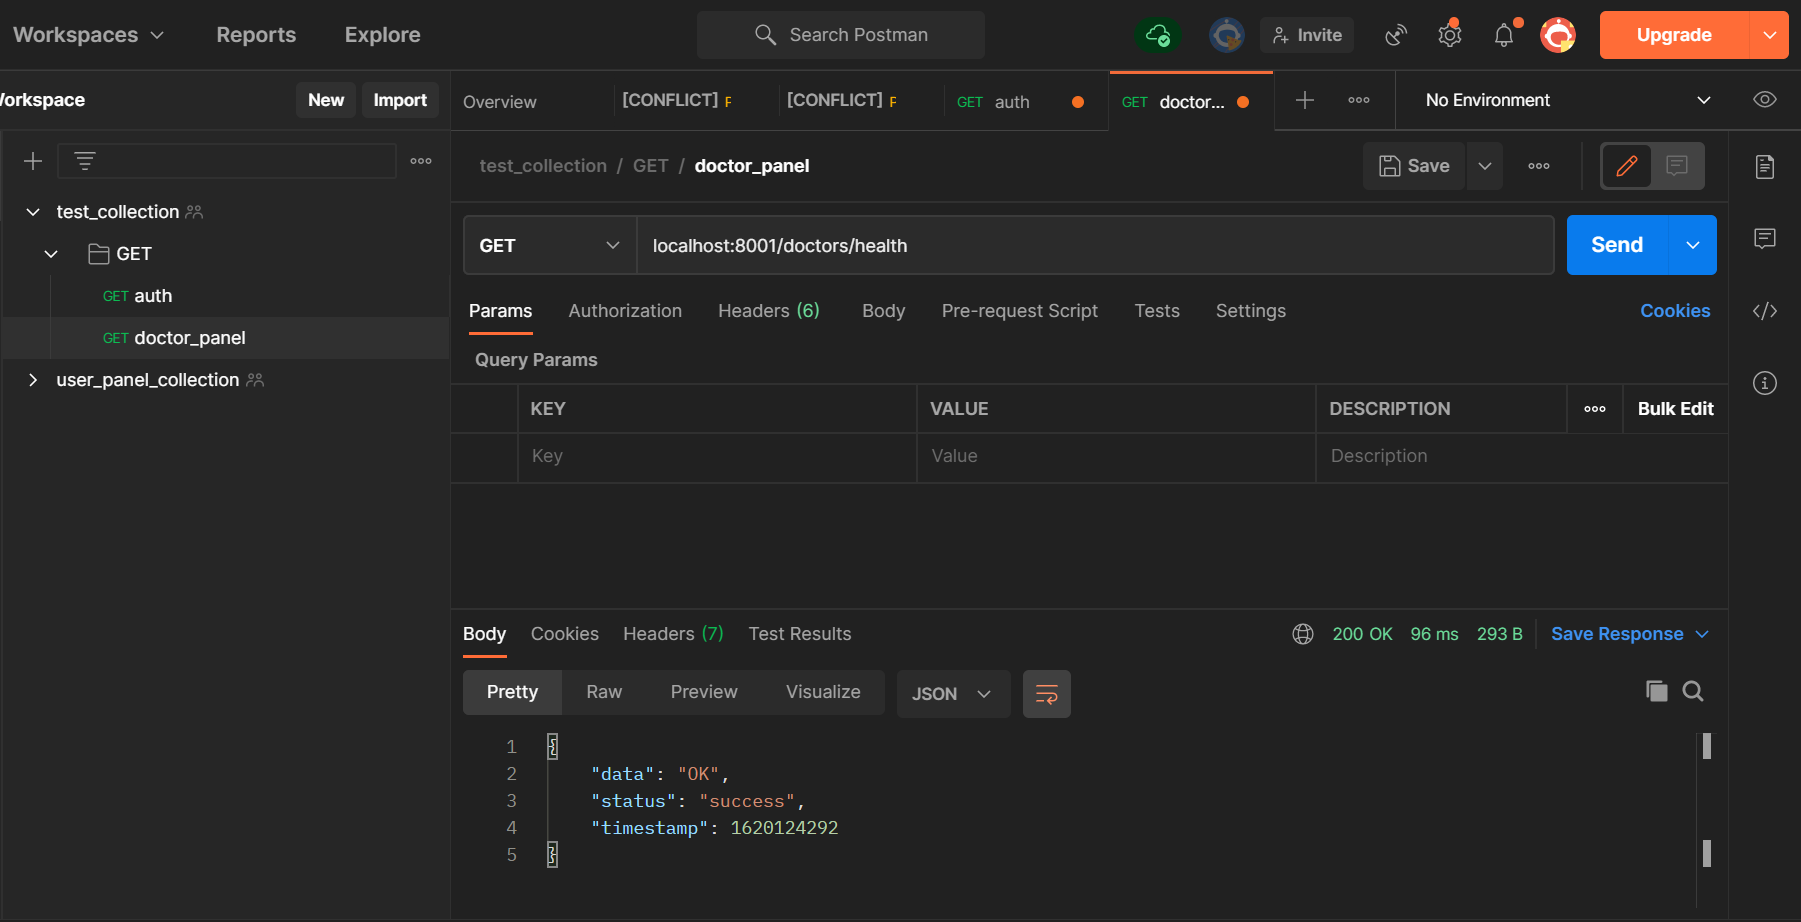 Workspaces Reports Explore Search Postman Invite Upgrade
Workspace New Import Overview [CONFLICT] GET auth [CONFLICT] GET doctor... No Environment
test_collection / GET / doctor_panel Save
test_collection
GET
GET auth
GET doctor_panel
user_panel_collection
GET localhost:8001/doctors/health Send
Params Authorization Headers (6) Body Pre-request Script Tests Settings Cookies
Query Params
KEY VALUE DESCRIPTION Bulk Edit
Key Value Description
Body Cookies Headers (7) Test Results 200 OK 96 ms 293 B Save Response
Pretty Raw Preview Visualize JSON
1 {
2 "data": "OK",
3 "status": "success",
4 "timestamp": 1620124292
5 }